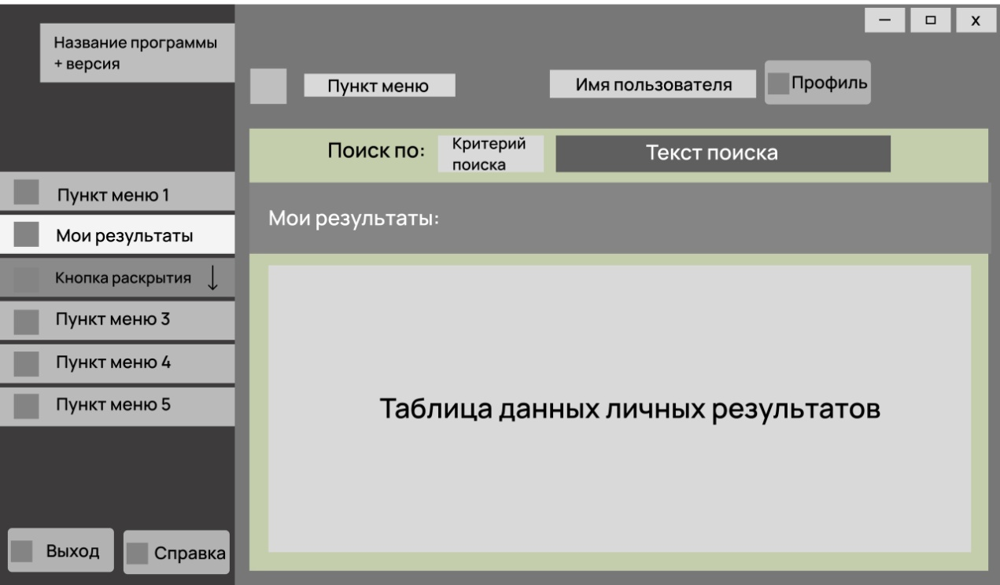 Название программы
+ версия
— □ x
Пункт меню
Имя пользователя
Профиль
Поиск по:
Критерий
поиска
Текст поиска
Пункт меню 1
Мои результаты
Кнопка раскрытия ↓
Пункт меню 3
Пункт меню 4
Пункт меню 5
Мои результаты:
Таблица данных личных результатов
Выход
Справка